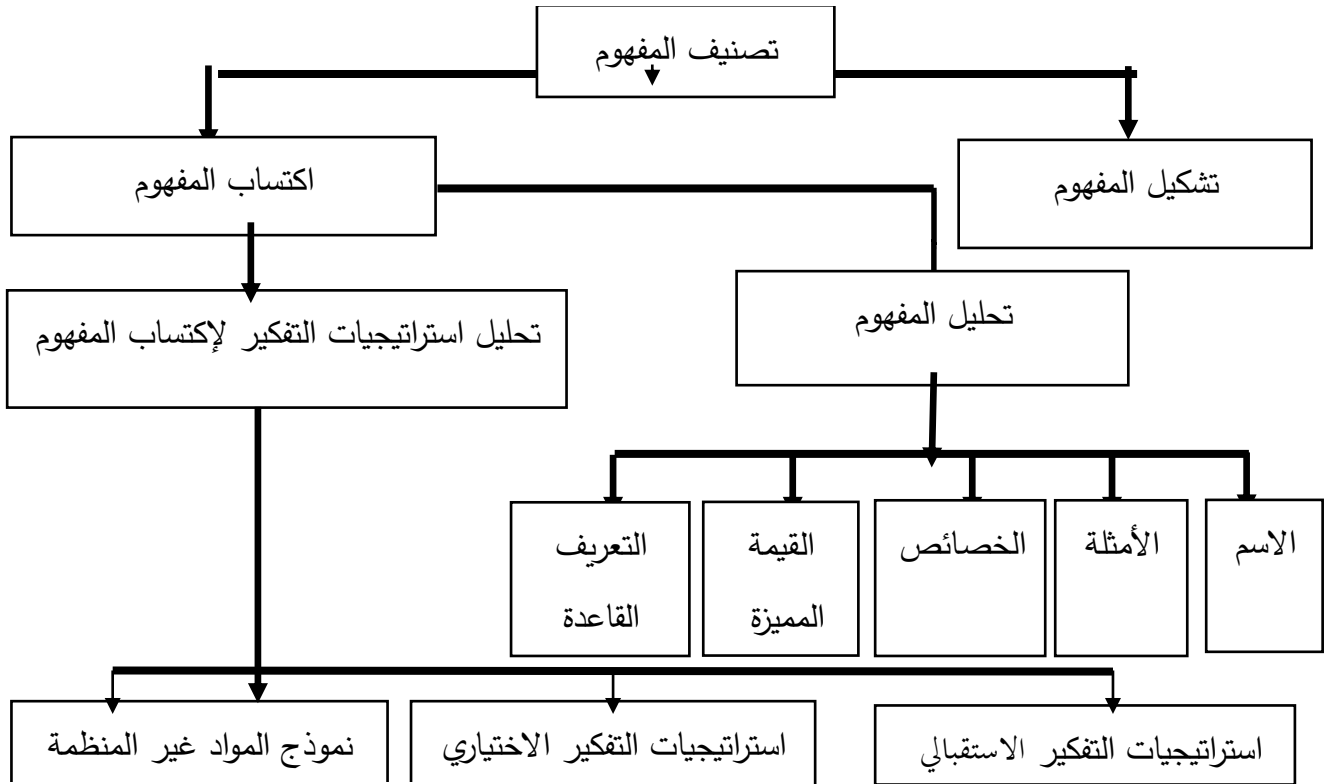 تصنيف المفهوم
تشكيل المفهوم
اكتساب المفهوم
تحليل المفهوم
تحليل استراتيجيات التفكير لإكتساب المفهوم
الاسم
الأمثلة
الخصائص
القيمة
المميزة
التعريف
القاعدة
استراتيجيات التفكير الاستقبالي
استراتيجيات التفكير الاختياري
نموذج المواد غير المنظمة